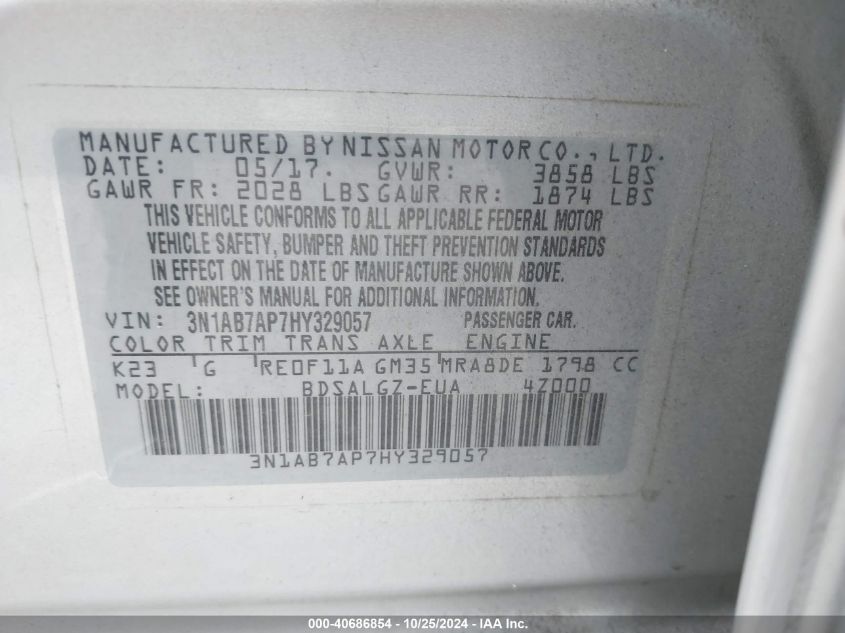 MANUFACTURED BY NISSAN MOTOR CO., LTD.
DATE: 05/17. GVWR: 3858 LBS
GAWR FR: 2028 LBS GAWR RR: 1874 LBS
THIS VEHICLE CONFORMS TO ALL APPLICABLE FEDERAL MOTOR
VEHICLE SAFETY, BUMPER AND THEFT PREVENTION STANDARDS
IN EFFECT ON THE DATE OF MANUFACTURE SHOWN ABOVE.
SEE OWNER'S MANUAL FOR ADDITIONAL INFORMATION.
VIN: 3N1AB7AP7HY329057 PASSENGER CAR.
COLOR TRIM TRANS AXLE ENGINE
K23 G RE0F11A GM35 MRA8DE 1798 CC
MODEL: BDSALGZ-EUA 4Z000
3N1AB7AP7HY329057
000-40686854 - 10/25/2024 - IAA Inc.